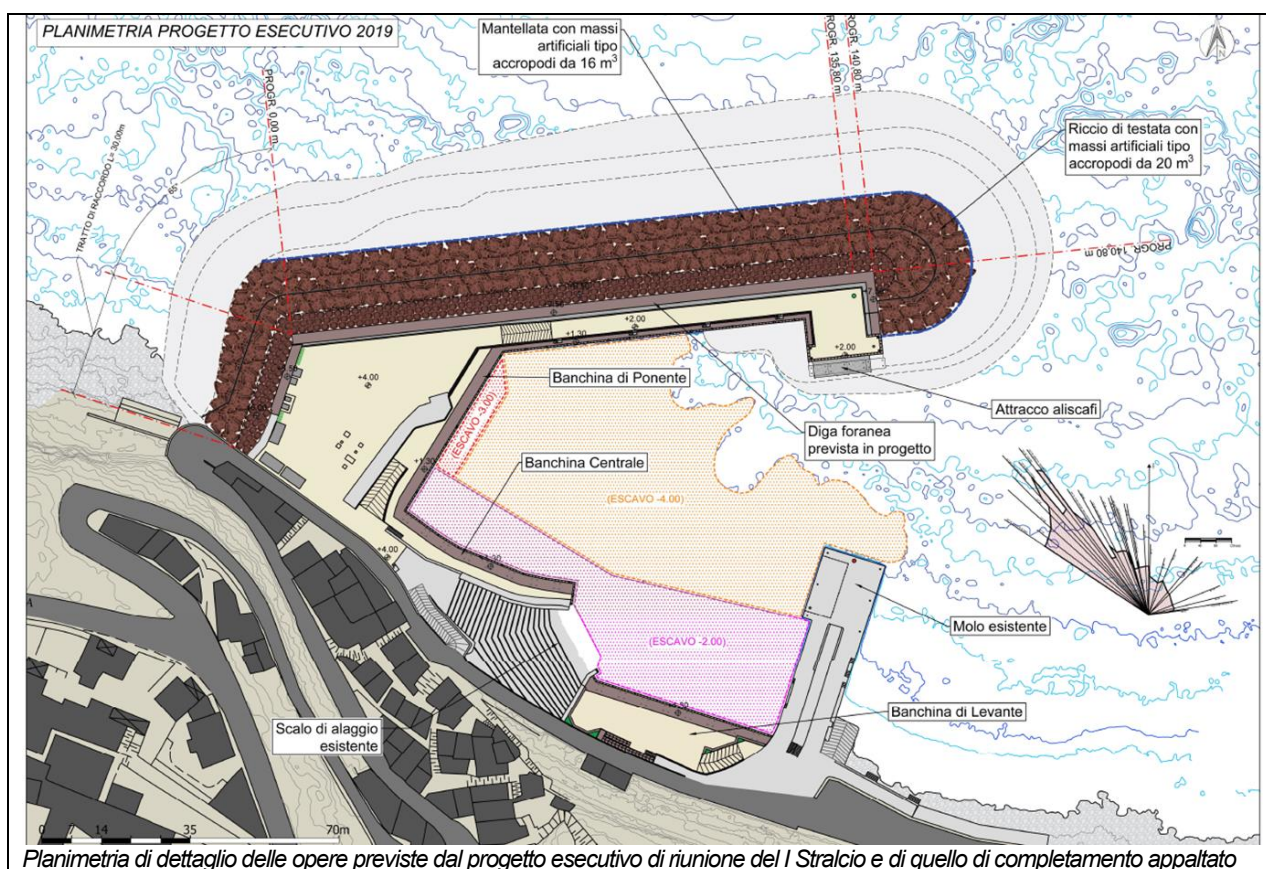 PLANIMETRIA PROGETTO ESECUTIVO 2019
Mantellata con massi
artificiali tipo
accropodi da 16 m³
PROGR. 135.80 m
PROGR. 140.80 m
N
PROGR. 0.00 m
Riccio di testata con
massi artificiali tipo
accropodi da 20 m³
TRATTO DI RACCORDO L= 30,00m
65°
PROGR. 140.80 m
+2.00
+1.30
+2.00
+4.00
Banchina di Ponente
Attracco aliscafi
(ESCAVO -3.00)
Diga foranea
prevista in progetto
+1.30
Banchina Centrale
(ESCAVO -4.00)
+4.00
Molo esistente
(ESCAVO -2.00)
Banchina di Levante
Scalo di alaggio
esistente
0 7 14 35 70m
Planimetria di dettaglio delle opere previste dal progetto esecutivo di riunione del I Stralcio e di quello di completamento appaltato